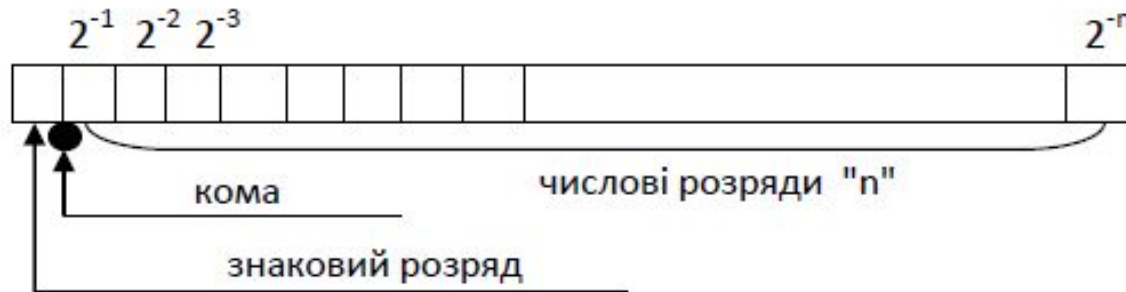 2⁻¹ 2⁻² 2⁻³ 2⁻ⁿ
числові розряди "n"
кома
знаковий розряд